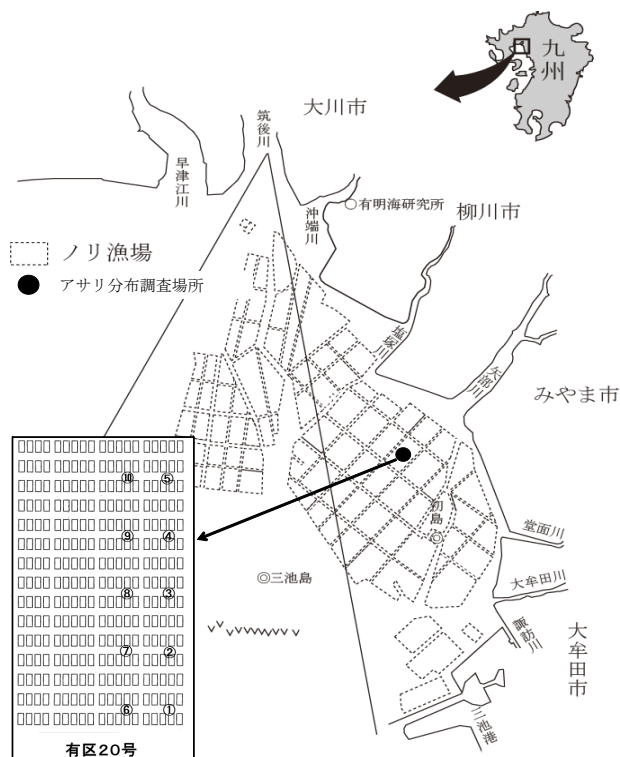 九州
大川市
筑後川
早津江川
沖端川
有明海研究所
柳川市
ノリ漁場
アサリ分布調査場所
塩塚川
矢部川
みやま市
初島
堂面川
三池島
大牟田川
諏訪川
大牟田市
三池港
⑩ ⑤
⑨ ④
⑧ ③
⑦ ②
⑥ ①
有区20号